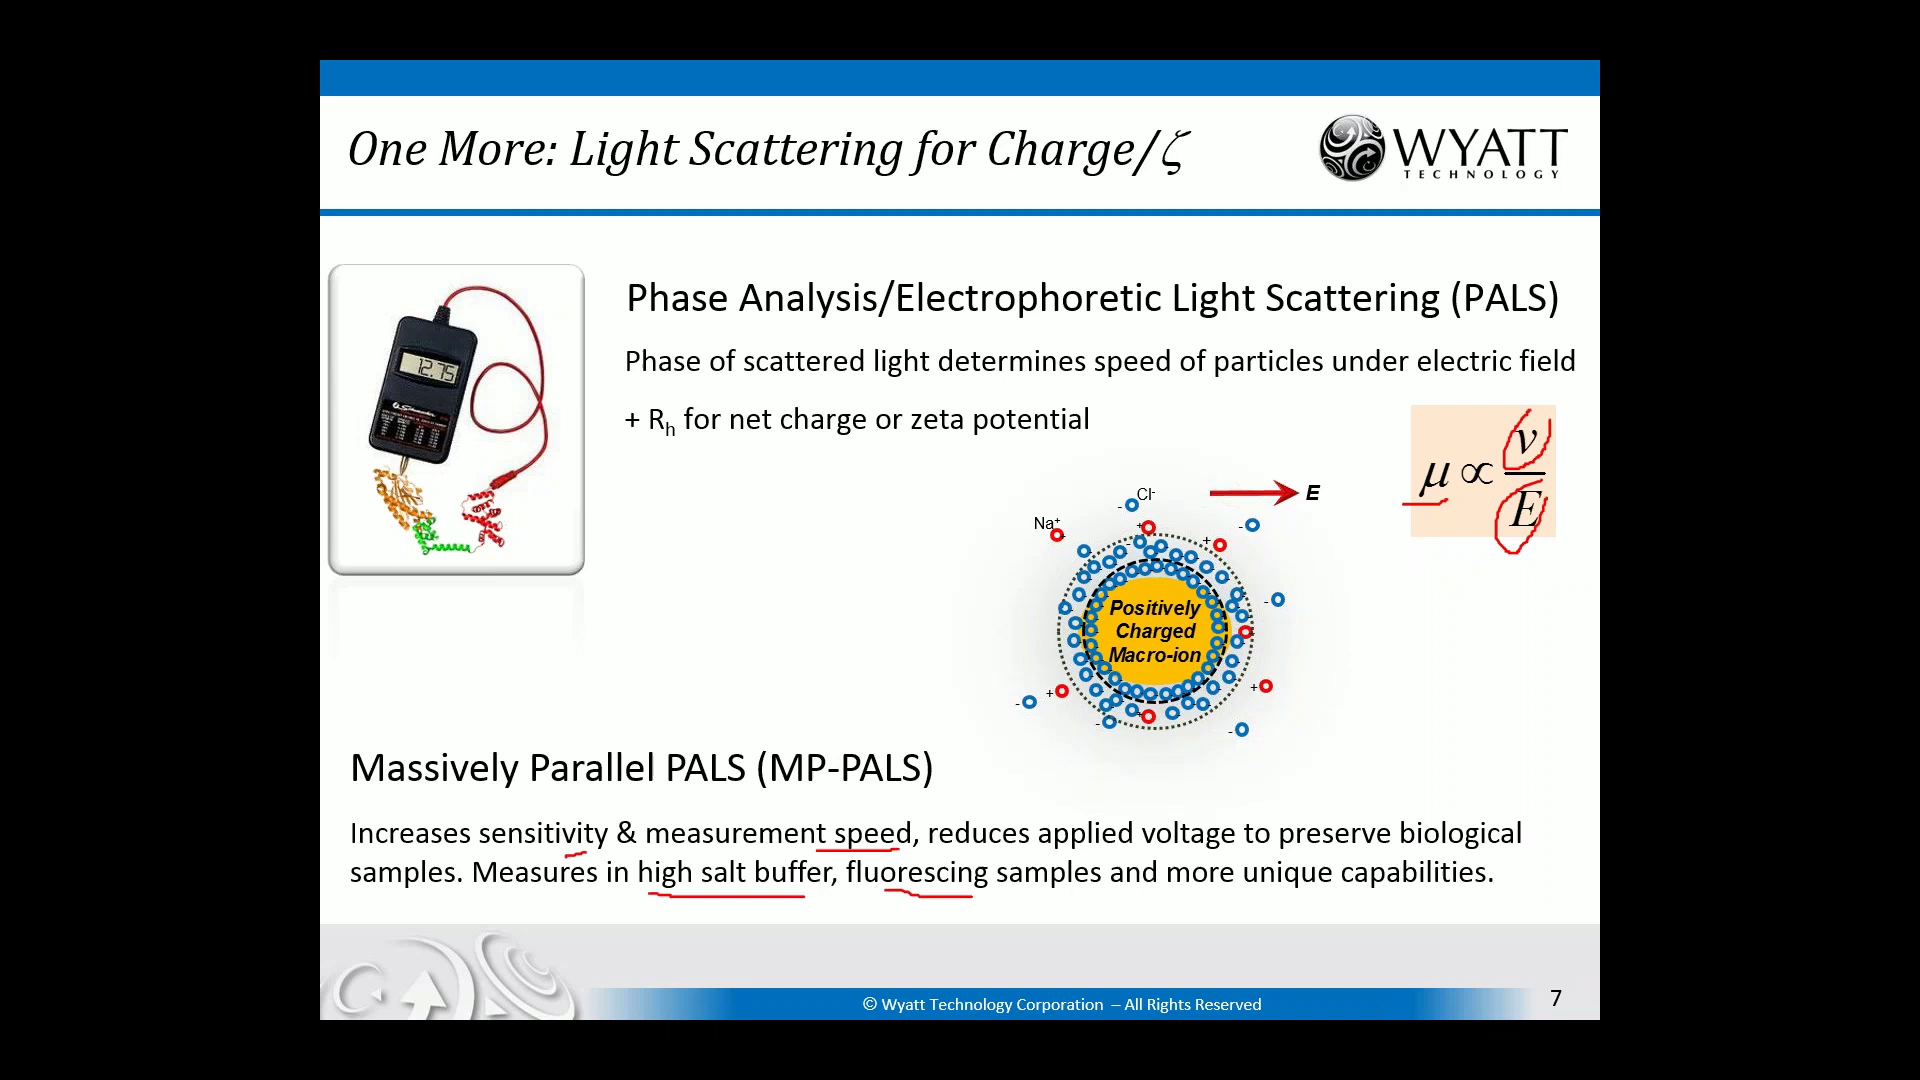 One More: Light Scattering for Charge/ζ
WYATT
TECHNOLOGY
12.75
Phase Analysis/Electrophoretic Light Scattering (PALS)
Phase of scattered light determines speed of particles under electric field
+ Rh for net charge or zeta potential
μ ∝ v/E
Cl-
E
Na+
Positively
Charged
Macro-ion
Massively Parallel PALS (MP-PALS)
Increases sensitivity & measurement speed, reduces applied voltage to preserve biological
samples. Measures in high salt buffer, fluorescing samples and more unique capabilities.
© Wyatt Technology Corporation – All Rights Reserved
7